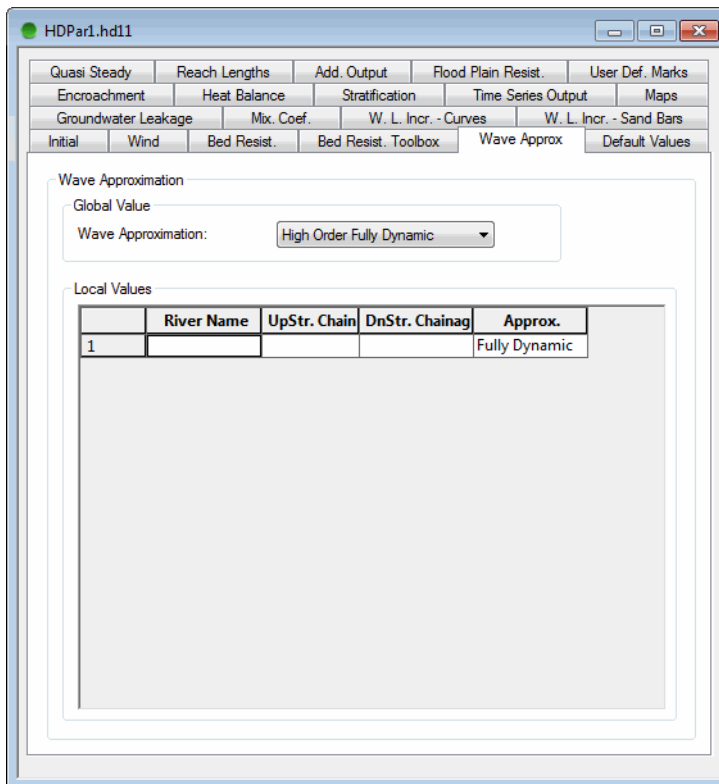 HDPar1.hd11
Quasi Steady Reach Lengths Add. Output Flood Plain Resist. User Def. Marks
Encroachment Heat Balance Stratification Time Series Output Maps
Groundwater Leakage Mix. Coef. W. L. Incr. - Curves W. L. Incr. - Sand Bars
Initial Wind Bed Resist. Bed Resist. Toolbox Wave Approx Default Values
Wave Approximation
Global Value
Wave Approximation: High Order Fully Dynamic
Local Values
River Name UpStr. Chain DnStr. Chainag Approx.
1 Fully Dynamic